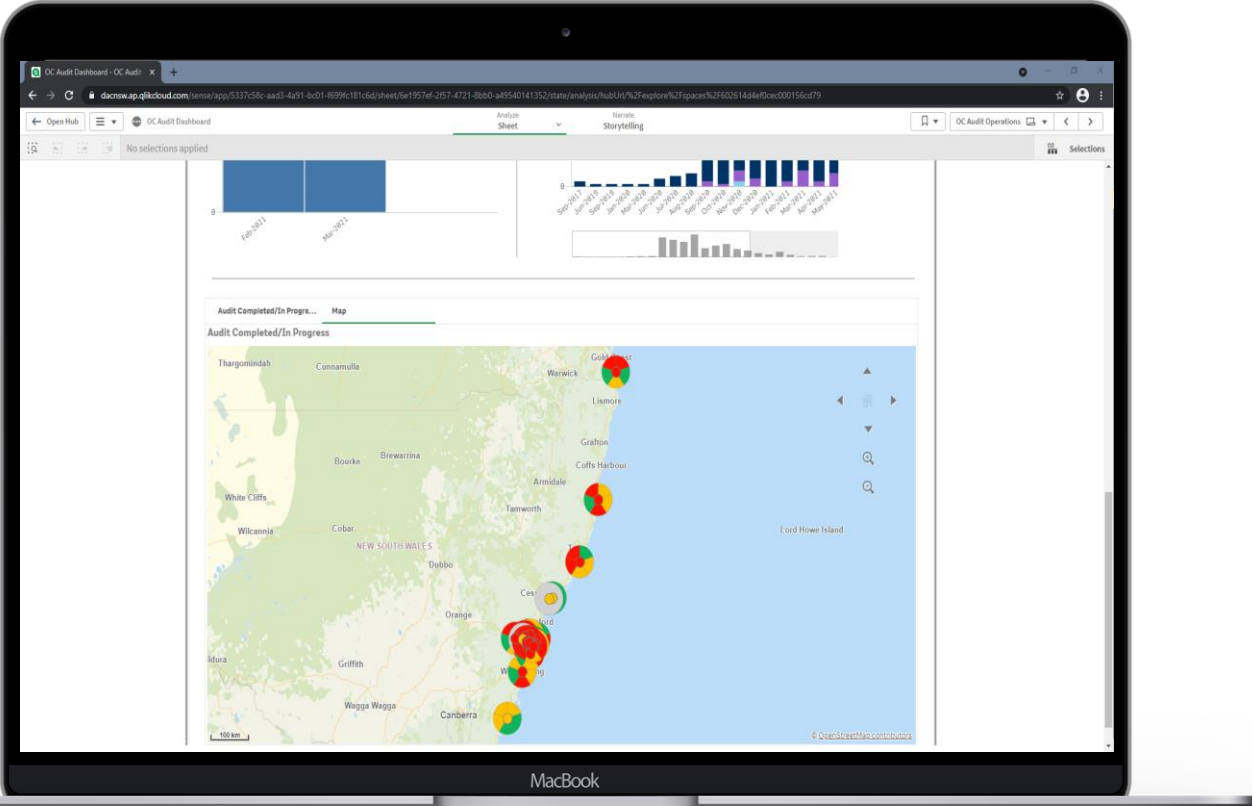 OC Audit Dashboard - OC Audit
dacnsw.ap.qlikcloud.com/sense/app/5337c58c-aad3-4a91-bc01-f699fc181c6d/sheet/6e1957ef-2f57-4721-8bb0-a49540141352/state/analysis/hubUrl/%2Fexplore%2Fspaces%2F602614d4ef0cec000156cd79
Open Hub
OC Audit Dashboard
Analyze
Sheet
Narrate
Storytelling
OC Audit Operations
No selections applied
Selections
0
Feb-2021
Mar-2021
0
Sep-2017
Jun-2019
Sep-2019
Jan-2020
Mar-2020
Jun-2020
Jul-2020
Aug-2020
Sep-2020
Oct-2020
Nov-2020
Dec-2020
Jan-2021
Feb-2021
Mar-2021
Apr-2021
May-2021
Audit Completed/In Progre...
Map
Audit Completed/In Progress
Thargomindah
Cunnamulla
Warwick
Lismore
Grafton
Coffs Harbour
Bourke
Brewarrina
Armidale
Tamworth
White Cliffs
Wilcannia
Cobar
NEW SOUTH WALES
Dubbo
Lord Howe Island
Orange
Griffith
Wagga Wagga
Canberra
100 km
© OpenStreetMap contributors
MacBook